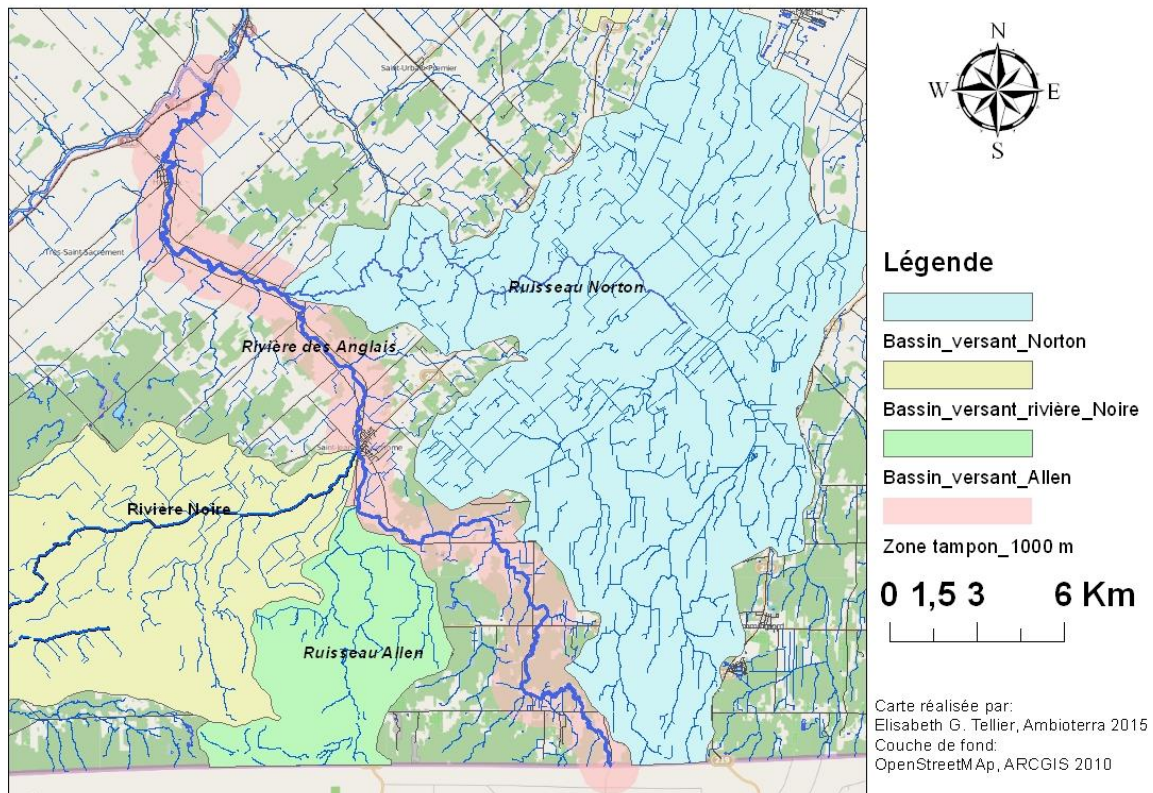 Saint-Urbain-Premier
Très-Saint-Sacrement
Ruisseau Norton
Rivière des Anglais
Rivière Noire
Ruisseau Allen
N
W
E
S
Légende
Bassin_versant_Norton
Bassin_versant_rivière_Noire
Bassin_versant_Allen
Zone tampon_1000 m
0 1,5 3 6 Km
Carte réalisée par:
Elisabeth G. Tellier, Ambioterra 2015
Couche de fond:
OpenStreetMAp, ARCGIS 2010